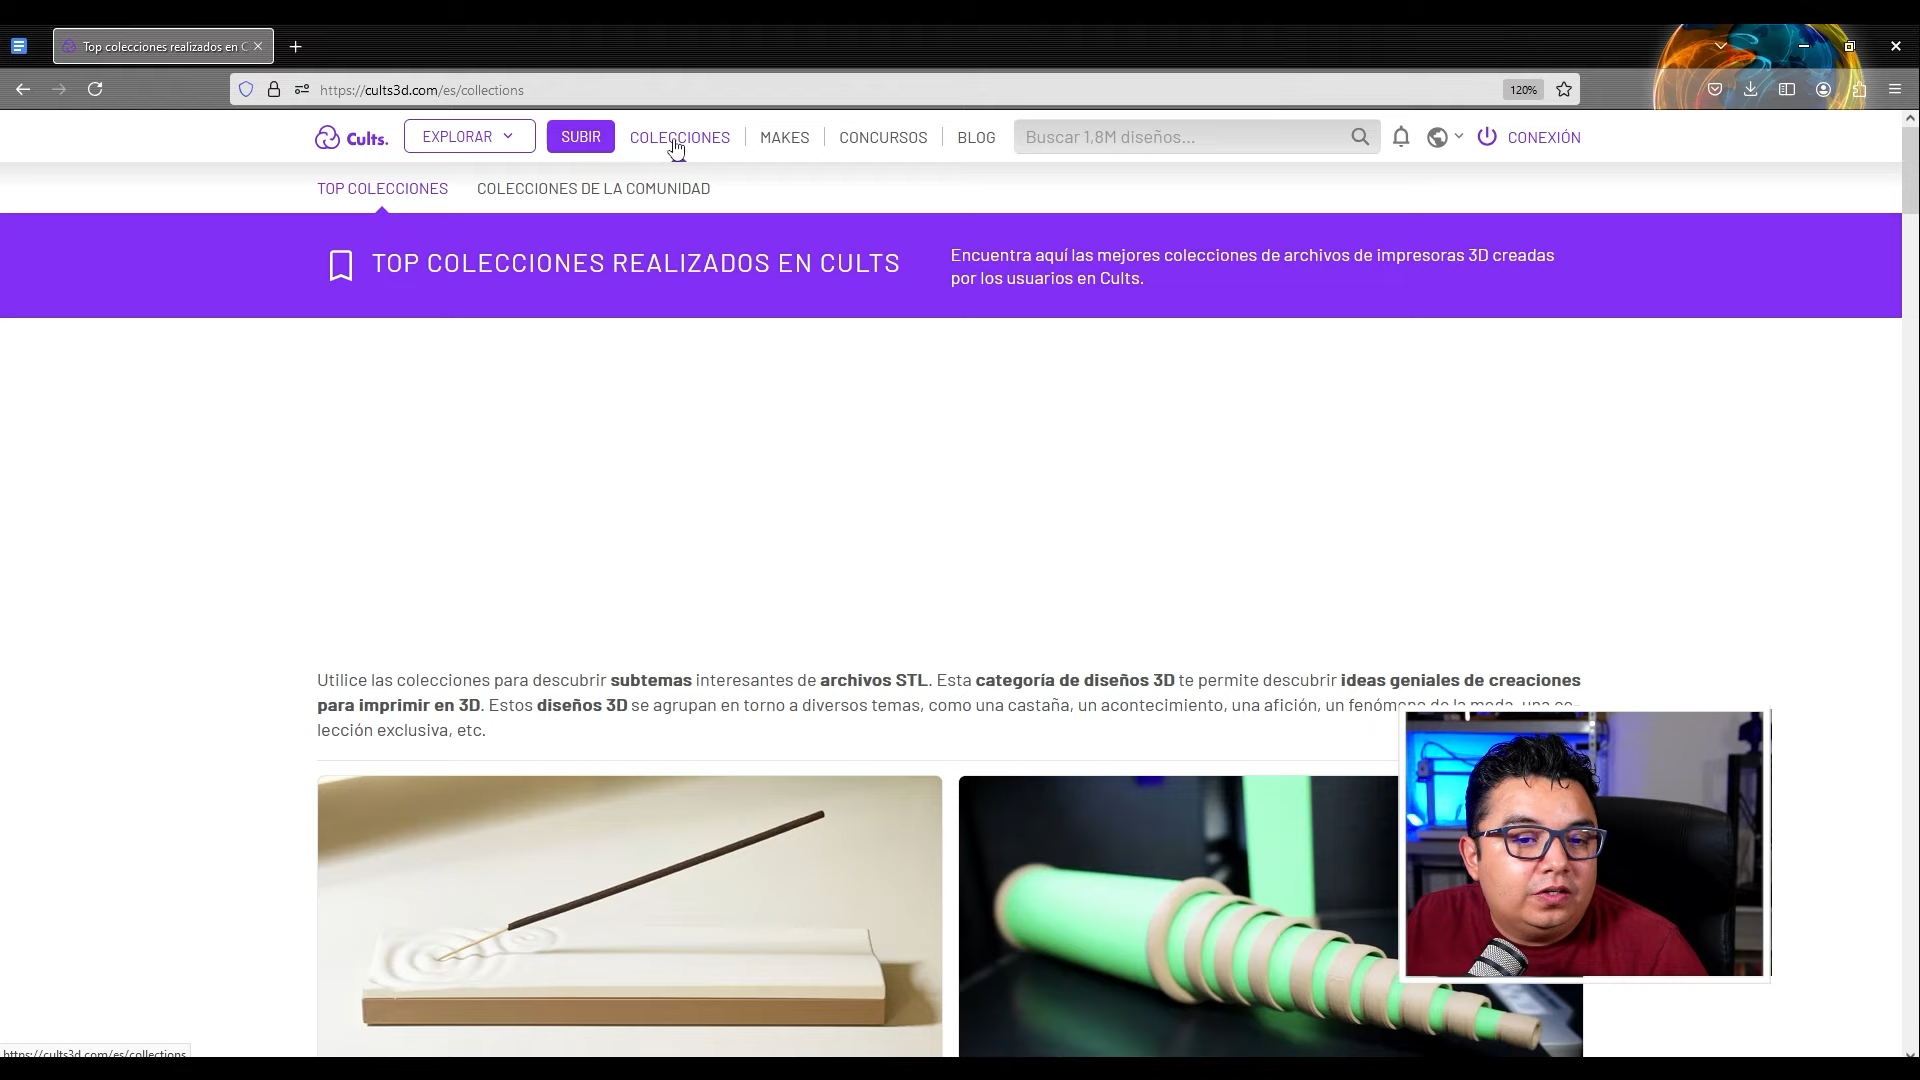 Top colecciones realizados en C
https://cults3d.com/es/collections
120%
Cults.
EXPLORAR
SUBIR
COLECCIONES
MAKES
CONCURSOS
BLOG
Buscar 1,8M diseños...
CONEXIÓN
TOP COLECCIONES
COLECCIONES DE LA COMUNIDAD
TOP COLECCIONES REALIZADOS EN CULTS
Encuentra aquí las mejores colecciones de archivos de impresoras 3D creadas
por los usuarios en Cults.
Utilice las colecciones para descubrir subtemas interesantes de archivos STL. Esta categoría de diseños 3D te permite descubrir ideas geniales de creaciones
para imprimir en 3D. Estos diseños 3D se agrupan en torno a diversos temas, como una castaña, un acontecimiento, una afición, un fenómeno de la moda, una co-
lección exclusiva, etc.
https://cults3d.com/es/collections